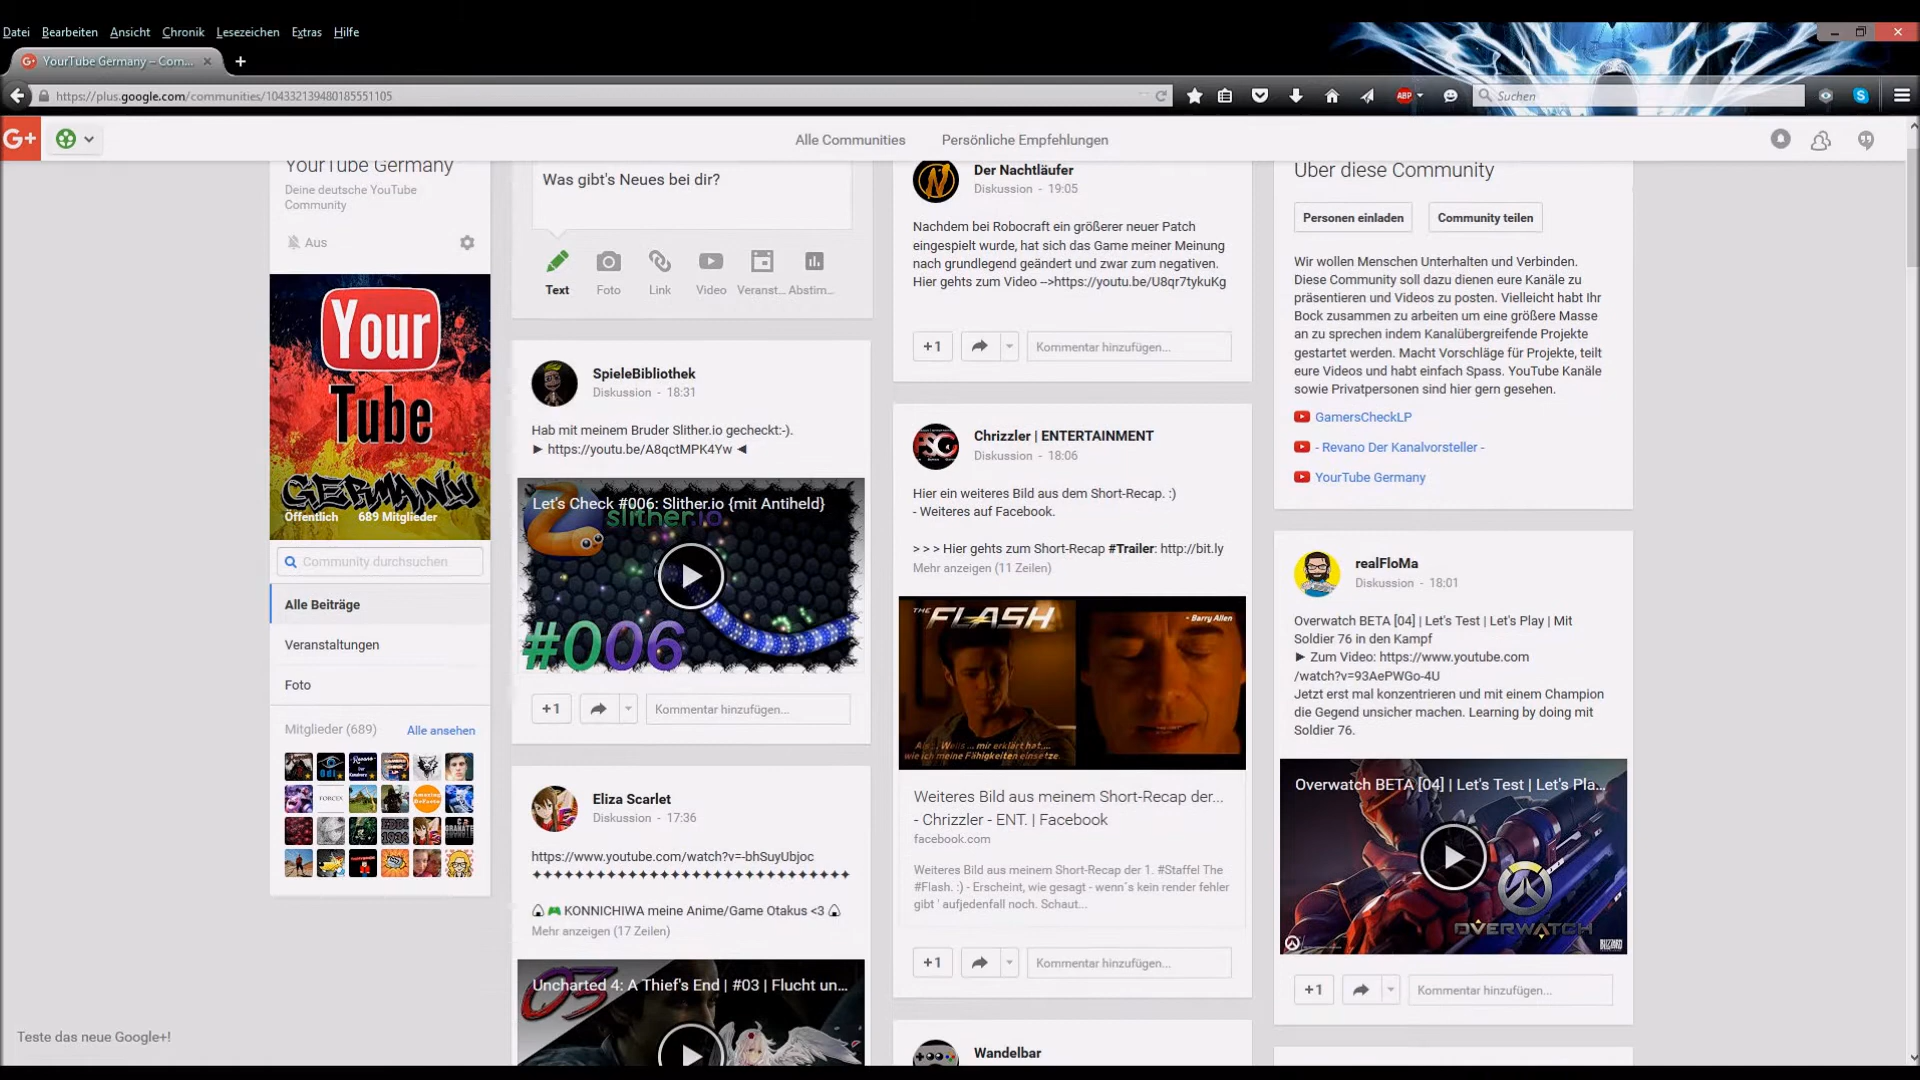 Datei Bearbeiten Ansicht Chronik Lesezeichen Extras Hilfe
YourTube Germany – Com...
https://plus.google.com/communities/104332139480185551105
ABP
Suchen
G+
Alle Communities Persönliche Empfehlungen
YourTube Germany
Deine deutsche YouTube
Community
Aus
Your
Tube
GERMANY
Öffentlich 689 Mitglieder
Community durchsuchen
Alle Beiträge
Veranstaltungen
Foto
Mitglieder (689) Alle ansehen
Teste das neue Google+!
Was gibt's Neues bei dir?
Text Foto Link Video Veranst... Abstim...
SpieleBibliothek
Diskussion - 18:31
Hab mit meinem Bruder Slither.io gecheckt:-).
► https://youtu.be/A8qctMPK4Yw ◄
Let's Check #006: Slither.io {mit Antiheld}
slither.io
#006
+1 Kommentar hinzufügen...
Eliza Scarlet
Diskussion - 17:36
https://www.youtube.com/watch?v=-bhSuyUbjoc
✦✦✦✦✦✦✦✦✦✦✦✦✦✦✦✦✦✦✦✦✦✦✦✦
🍙 🎮 KONNICHIWA meine Anime/Game Otakus <3 🍙
Mehr anzeigen (17 Zeilen)
03
Uncharted 4: A Thief's End | #03 | Flucht un...
Der Nachtläufer
Diskussion - 19:05
Nachdem bei Robocraft ein größerer neuer Patch
eingespielt wurde, hat sich das Game meiner Meinung
nach grundlegend geändert und zwar zum negativen.
Hier gehts zum Video -->https://youtu.be/U8qr7tykuKg
+1 Kommentar hinzufügen...
Chrizzler | ENTERTAINMENT
Diskussion - 18:06
Hier ein weiteres Bild aus dem Short-Recap. :)
- Weiteres auf Facebook.
> > > Hier gehts zum Short-Recap #Trailer: http://bit.ly
Mehr anzeigen (11 Zeilen)
THE FLASH
- Barry Allen
Als Dr. Wells ... mir erklärt hat....
wie ich meine Fähigkeiten einsetze.
Weiteres Bild aus meinem Short-Recap der...
- Chrizzler - ENT. | Facebook
facebook.com
Weiteres Bild aus meinem Short-Recap der 1. #Staffel The
#Flash. :) - Erscheint, wie gesagt - wenn´s kein render fehler
gibt ' aufjedenfall noch. Schaut...
+1 Kommentar hinzufügen...
Wandelbar
Über diese Community
Personen einladen Community teilen
Wir wollen Menschen Unterhalten und Verbinden.
Diese Community soll dazu dienen eure Kanäle zu
präsentieren und Videos zu posten. Vielleicht habt Ihr
Bock zusammen zu arbeiten um eine größere Masse
an zu sprechen indem Kanalübergreifende Projekte
gestartet werden. Macht Vorschläge für Projekte, teilt
eure Videos und habt einfach Spass. YouTube Kanäle
sowie Privatpersonen sind hier gern gesehen.
GamersCheckLP
- Revano Der Kanalvorsteller -
YourTube Germany
realFloMa
Diskussion - 18:01
Overwatch BETA [04] | Let's Test | Let's Play | Mit
Soldier 76 in den Kampf
► Zum Video: https://www.youtube.com
/watch?v=93AePWGo-4U
Jetzt erst mal konzentrieren und mit einem Champion
die Gegend unsicher machen. Learning by doing mit
Soldier 76.
Overwatch BETA [04] | Let's Test | Let's Pla...
OVERWATCH
+1 Kommentar hinzufügen...